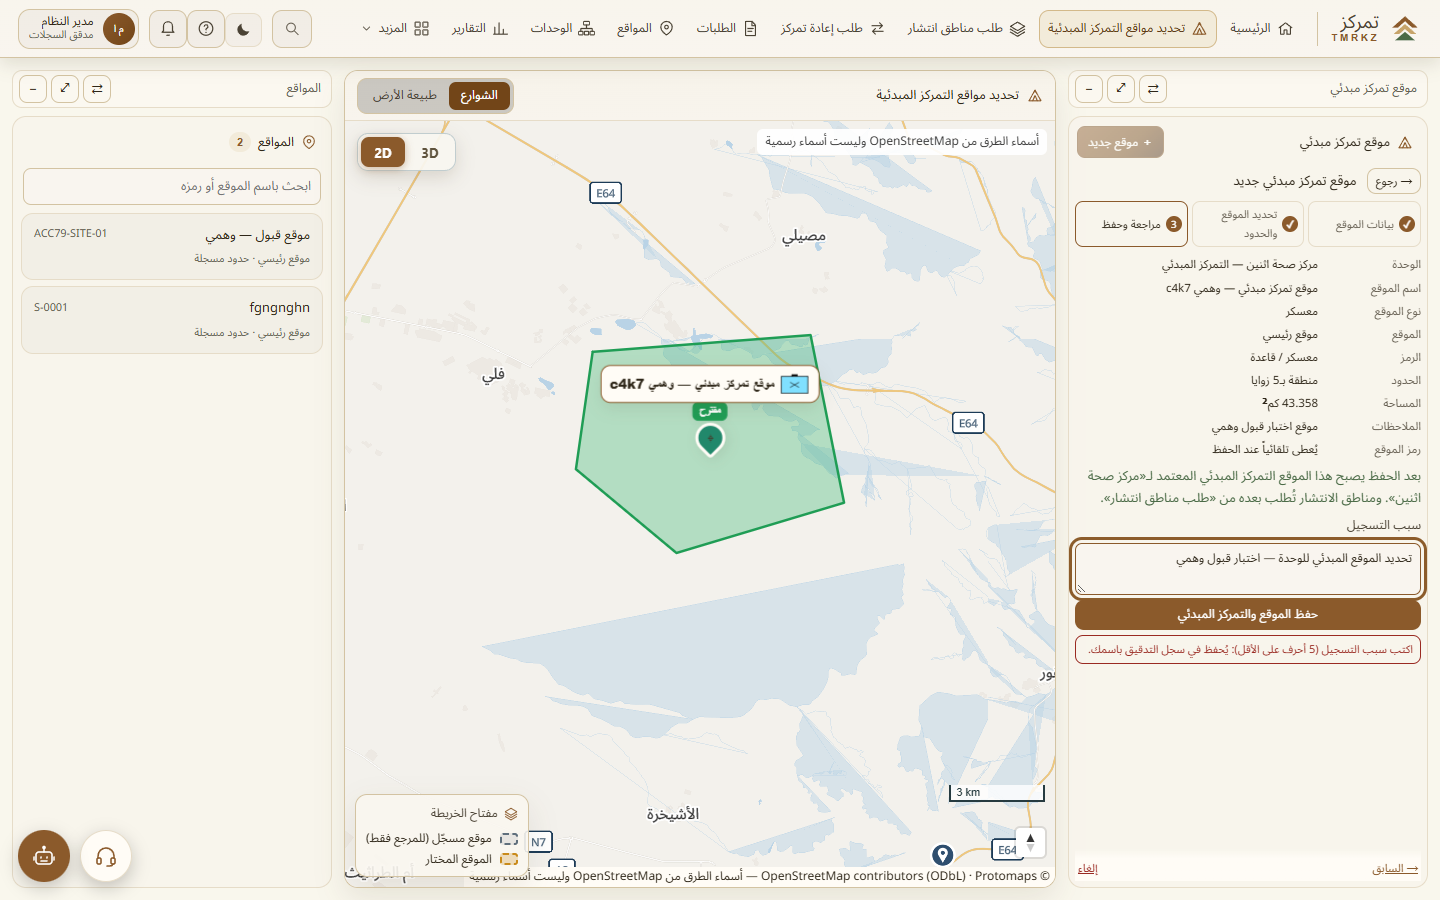 تمركز
TMRKZ
الرئيسية
تحديد مواقع التمركز المبدئية
طلب مناطق انتشار
طلب إعادة تمركز
الطلبات
المواقع
الوحدات
التقارير
المزيد
م ا
مدير النظام
مدقق السجلات
موقع تمركز مبدئي
موقع تمركز مبدئي
+ موقع جديد
→ رجوع
موقع تمركز مبدئي جديد
بيانات الموقع
تحديد الموقع والحدود
3 مراجعة وحفظ
الوحدة مركز صحة اثنين — التمركز المبدئي
اسم الموقع موقع تمركز مبدئي — وهمي c4k7
نوع الموقع معسكر
الموقع موقع رئيسي
الرمز معسكر / قاعدة
الحدود منطقة بـ5 زوايا
المساحة 43.358 كم²
الملاحظات موقع اختبار قبول وهمي
رمز الموقع يُعطى تلقائياً عند الحفظ
بعد الحفظ يصبح هذا الموقع التمركز المبدئي المعتمد لـ«مركز صحة
اثنين». ومناطق الانتشار تُطلب بعده من «طلب مناطق انتشار».
سبب التسجيل
تحديد الموقع المبدئي للوحدة — اختبار قبول وهمي
حفظ الموقع والتمركز المبدئي
اكتب سبب التسجيل (5 أحرف على الأقل): يُحفظ في سجل التدقيق باسمك.
→ السابق
إلغاء
تحديد مواقع التمركز المبدئية
الشوارع
طبيعة الأرض
أسماء الطرق من OpenStreetMap وليست أسماء رسمية
2D
3D
E64
مصيلي
فلي
موقع تمركز مبدئي — وهمي c4k7
مقترح
E64
الأشيخرة
3 km
E64
N7
مفتاح الخريطة
موقع مسجّل (للمرجع فقط)
الموقع المختار
© OpenStreetMap contributors (ODbL) · Protomaps — أسماء الطرق من OpenStreetMap وليست أسماء رسمية
المواقع
المواقع 2
ابحث باسم الموقع أو رمزه
موقع قبول — وهمي
ACC79-SITE-01
موقع رئيسي · حدود مسجلة
fgngnghn
S-0001
موقع رئيسي · حدود مسجلة